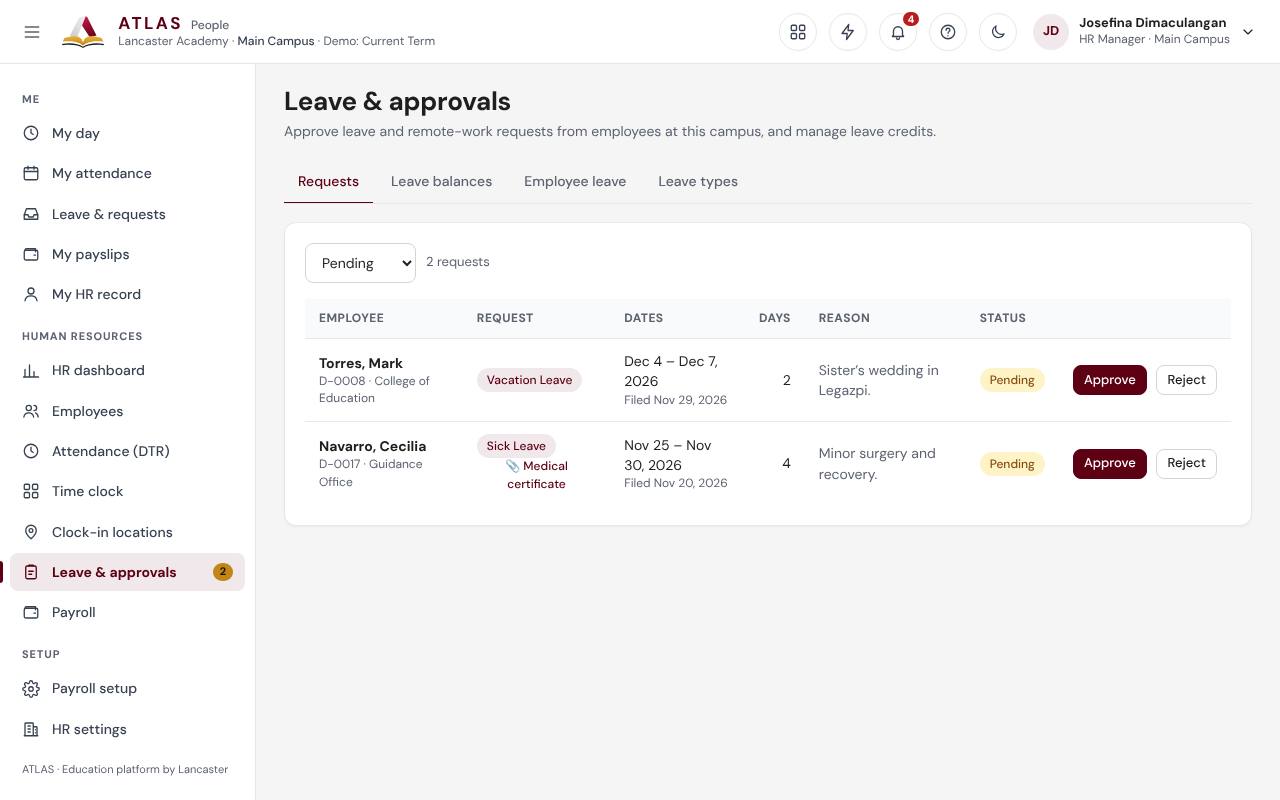 ATLAS People
Lancaster Academy · Main Campus · Demo: Current Term
4
JD
Josefina Dimaculangan
HR Manager · Main Campus
ME
My day
My attendance
Leave & requests
My payslips
My HR record
HUMAN RESOURCES
HR dashboard
Employees
Attendance (DTR)
Time clock
Clock-in locations
Leave & approvals 2
Payroll
SETUP
Payroll setup
HR settings
ATLAS · Education platform by Lancaster
Leave & approvals
Approve leave and remote-work requests from employees at this campus, and manage leave credits.
Requests Leave balances Employee leave Leave types
Pending 2 requests
EMPLOYEE REQUEST DATES DAYS REASON STATUS
Torres, Mark
D-0008 · College of
Education
Vacation Leave
Dec 4 – Dec 7,
2026
Filed Nov 29, 2026
2
Sister’s wedding in
Legazpi.
Pending
Approve Reject
Navarro, Cecilia
D-0017 · Guidance
Office
Sick Leave
📎 Medical
certificate
Nov 25 – Nov
30, 2026
Filed Nov 20, 2026
4
Minor surgery and
recovery.
Pending
Approve Reject